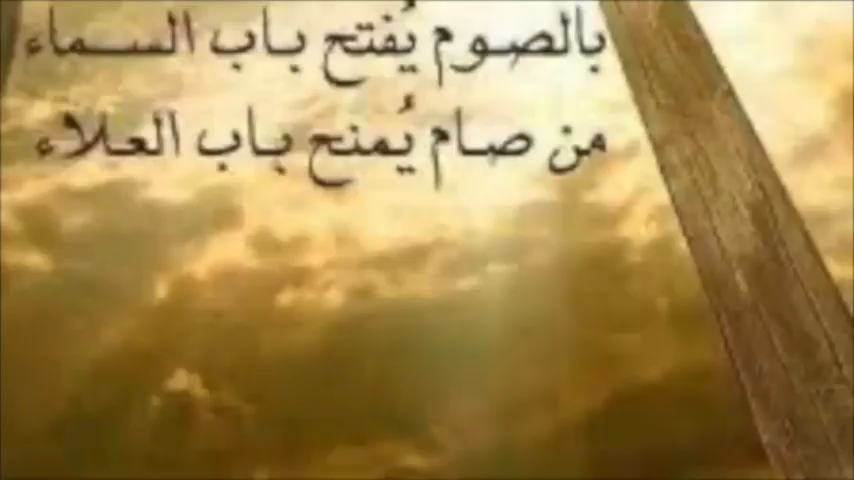 بالصوم يُفتح باب السماء
من صام يُمنح باب العلاء